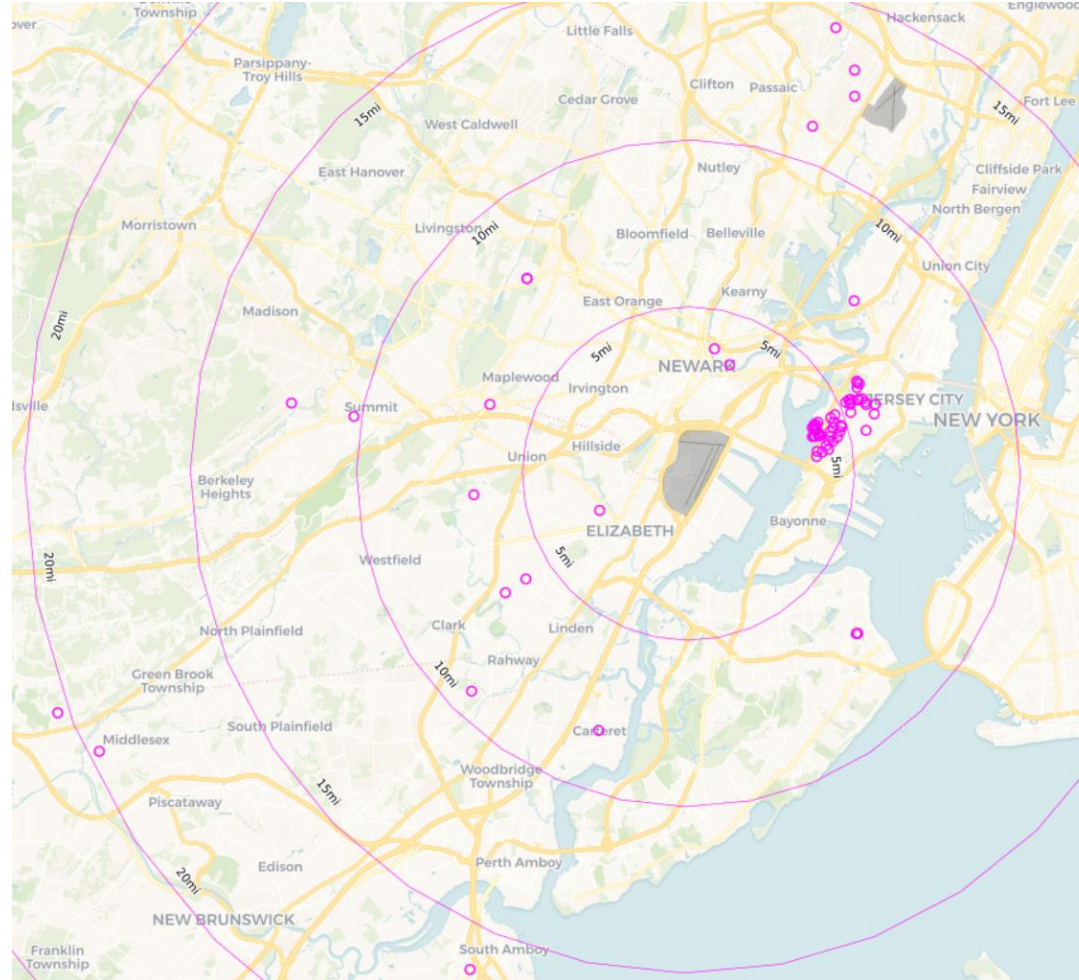 Township
Englewood
Hackensack
Little Falls
Parsippany-
Troy Hills
Clifton
Passaic
Cedar Grove
Fort Lee
15mi
15mi
West Caldwell
Nutley
East Hanover
Cliffside Park
Fairview
North Bergen
Morristown
Livingston
10mi
Bloomfield
Belleville
10mi
Union City
Kearny
East Orange
Madison
20mi
5mi
5mi
NEWARK
Maplewood
Irvington
Summit
JERSEY CITY
NEW YORK
Hillside
Union
5mi
Berkeley
Heights
Bayonne
ELIZABETH
Westfield
5mi
20mi
Clark
Linden
North Plainfield
Rahway
10mi
Green Brook
Township
South Plainfield
Carteret
Middlesex
Woodbridge
Township
15mi
Piscataway
Edison
Perth Amboy
20mi
NEW BRUNSWICK
South Amboy
Franklin
Township